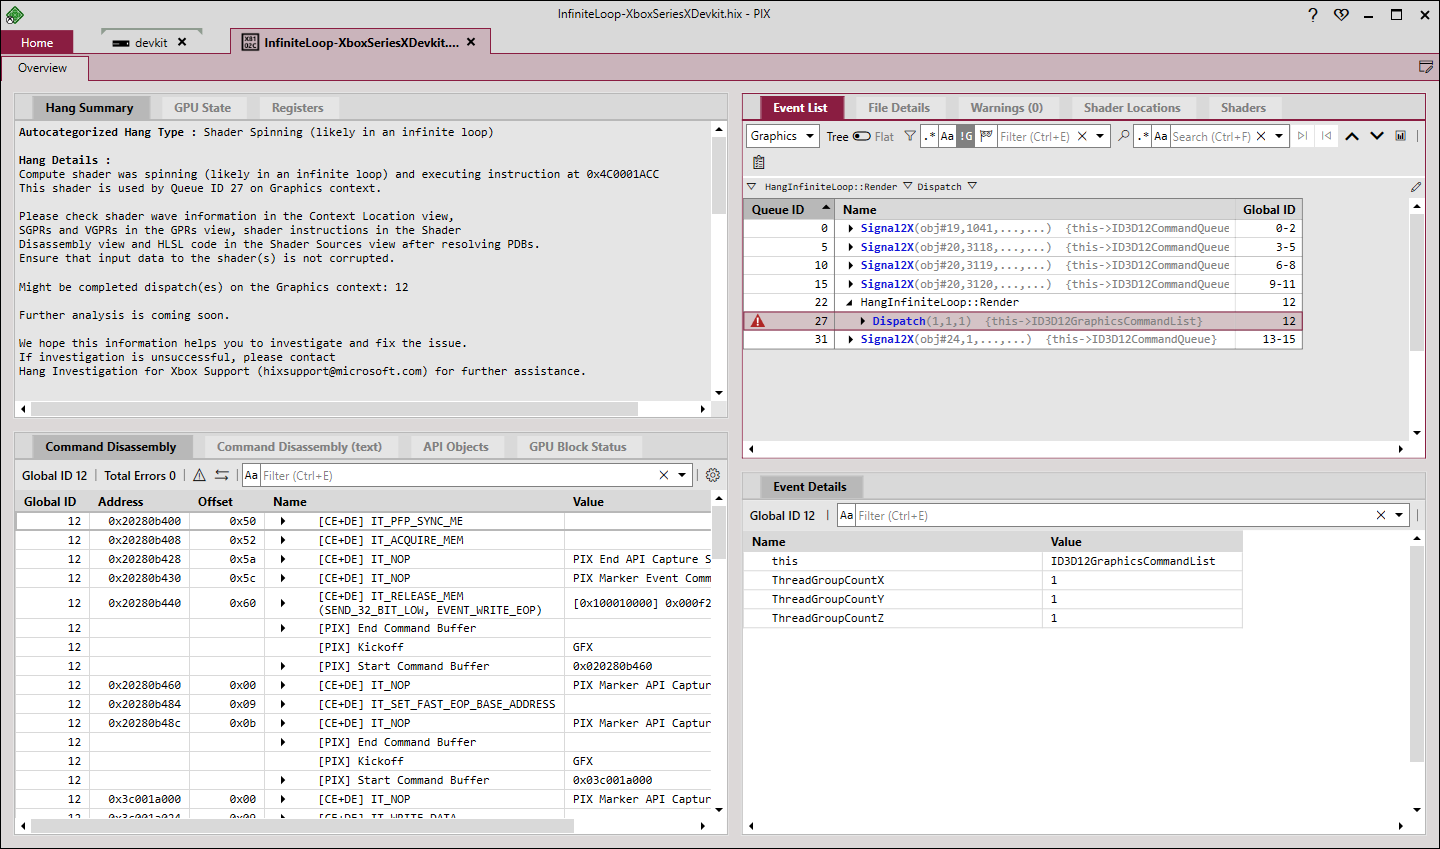 InfiniteLoop-XboxSeriesXDevkit.hix - PIX
Home
devkit
InfiniteLoop-XboxSeriesXDevkit....
Overview
Hang Summary GPU State Registers
Autocategorized Hang Type : Shader Spinning (likely in an infinite loop)
Hang Details :
Compute shader was spinning (likely in an infinite loop) and executing instruction at 0x4C0001ACC
This shader is used by Queue ID 27 on Graphics context.
Please check shader wave information in the Context Location view,
SGPRs and VGPRs in the GPRs view, shader instructions in the Shader
Disassembly view and HLSL code in the Shader Sources view after resolving PDBs.
Ensure that input data to the shader(s) is not corrupted.
Might be completed dispatch(es) on the Graphics context: 12
Further analysis is coming soon.
We hope this information helps you to investigate and fix the issue.
If investigation is unsuccessful, please contact
Hang Investigation for Xbox Support (hixsupport@microsoft.com) for further assistance.
Command Disassembly Command Disassembly (text) API Objects GPU Block Status
Global ID 12 Total Errors 0 Aa Filter (Ctrl+E)
Global ID Address Offset Name Value
12 0x20280b400 0x50 [CE+DE] IT_PFP_SYNC_ME
12 0x20280b408 0x52 [CE+DE] IT_ACQUIRE_MEM
12 0x20280b428 0x5a [CE+DE] IT_NOP PIX End API Capture S
12 0x20280b430 0x5c [CE+DE] IT_NOP PIX Marker Event Comm
12 0x20280b440 0x60 [CE+DE] IT_RELEASE_MEM [0x100010000] 0x000f2
(SEND_32_BIT_LOW, EVENT_WRITE_EOP)
12 [PIX] End Command Buffer
12 [PIX] Kickoff GFX
12 [PIX] Start Command Buffer 0x020280b460
12 0x20280b460 0x00 [CE+DE] IT_NOP PIX Marker API Captur
12 0x20280b484 0x09 [CE+DE] IT_SET_FAST_EOP_BASE_ADDRESS
12 0x20280b48c 0x0b [CE+DE] IT_NOP PIX Marker API Captur
12 [PIX] End Command Buffer
12 [PIX] Kickoff GFX
12 [PIX] Start Command Buffer 0x03c001a000
12 0x3c001a000 0x00 [CE+DE] IT_NOP PIX Marker API Captur
12 0x3c001a024 0x09 [CE+DE] IT_WRITE_DATA
Event List File Details Warnings (0) Shader Locations Shaders
Graphics Tree Flat .* Aa !G Filter (Ctrl+E) .* Aa Search (Ctrl+F)
HangInfiniteLoop::Render Dispatch
Queue ID Name Global ID
0 Signal2X(obj#19,1041,...,...) {this->ID3D12CommandQueue 0-2
5 Signal2X(obj#20,3118,...,...) {this->ID3D12CommandQueue 3-5
10 Signal2X(obj#20,3119,...,...) {this->ID3D12CommandQueue 6-8
15 Signal2X(obj#20,3120,...,...) {this->ID3D12CommandQueue 9-11
22 HangInfiniteLoop::Render 12
27 Dispatch(1,1,1) {this->ID3D12GraphicsCommandList} 12
31 Signal2X(obj#24,1,...,...) {this->ID3D12CommandQueue} 13-15
Event Details
Global ID 12 Aa Filter (Ctrl+E)
Name Value
this ID3D12GraphicsCommandList
ThreadGroupCountX 1
ThreadGroupCountY 1
ThreadGroupCountZ 1